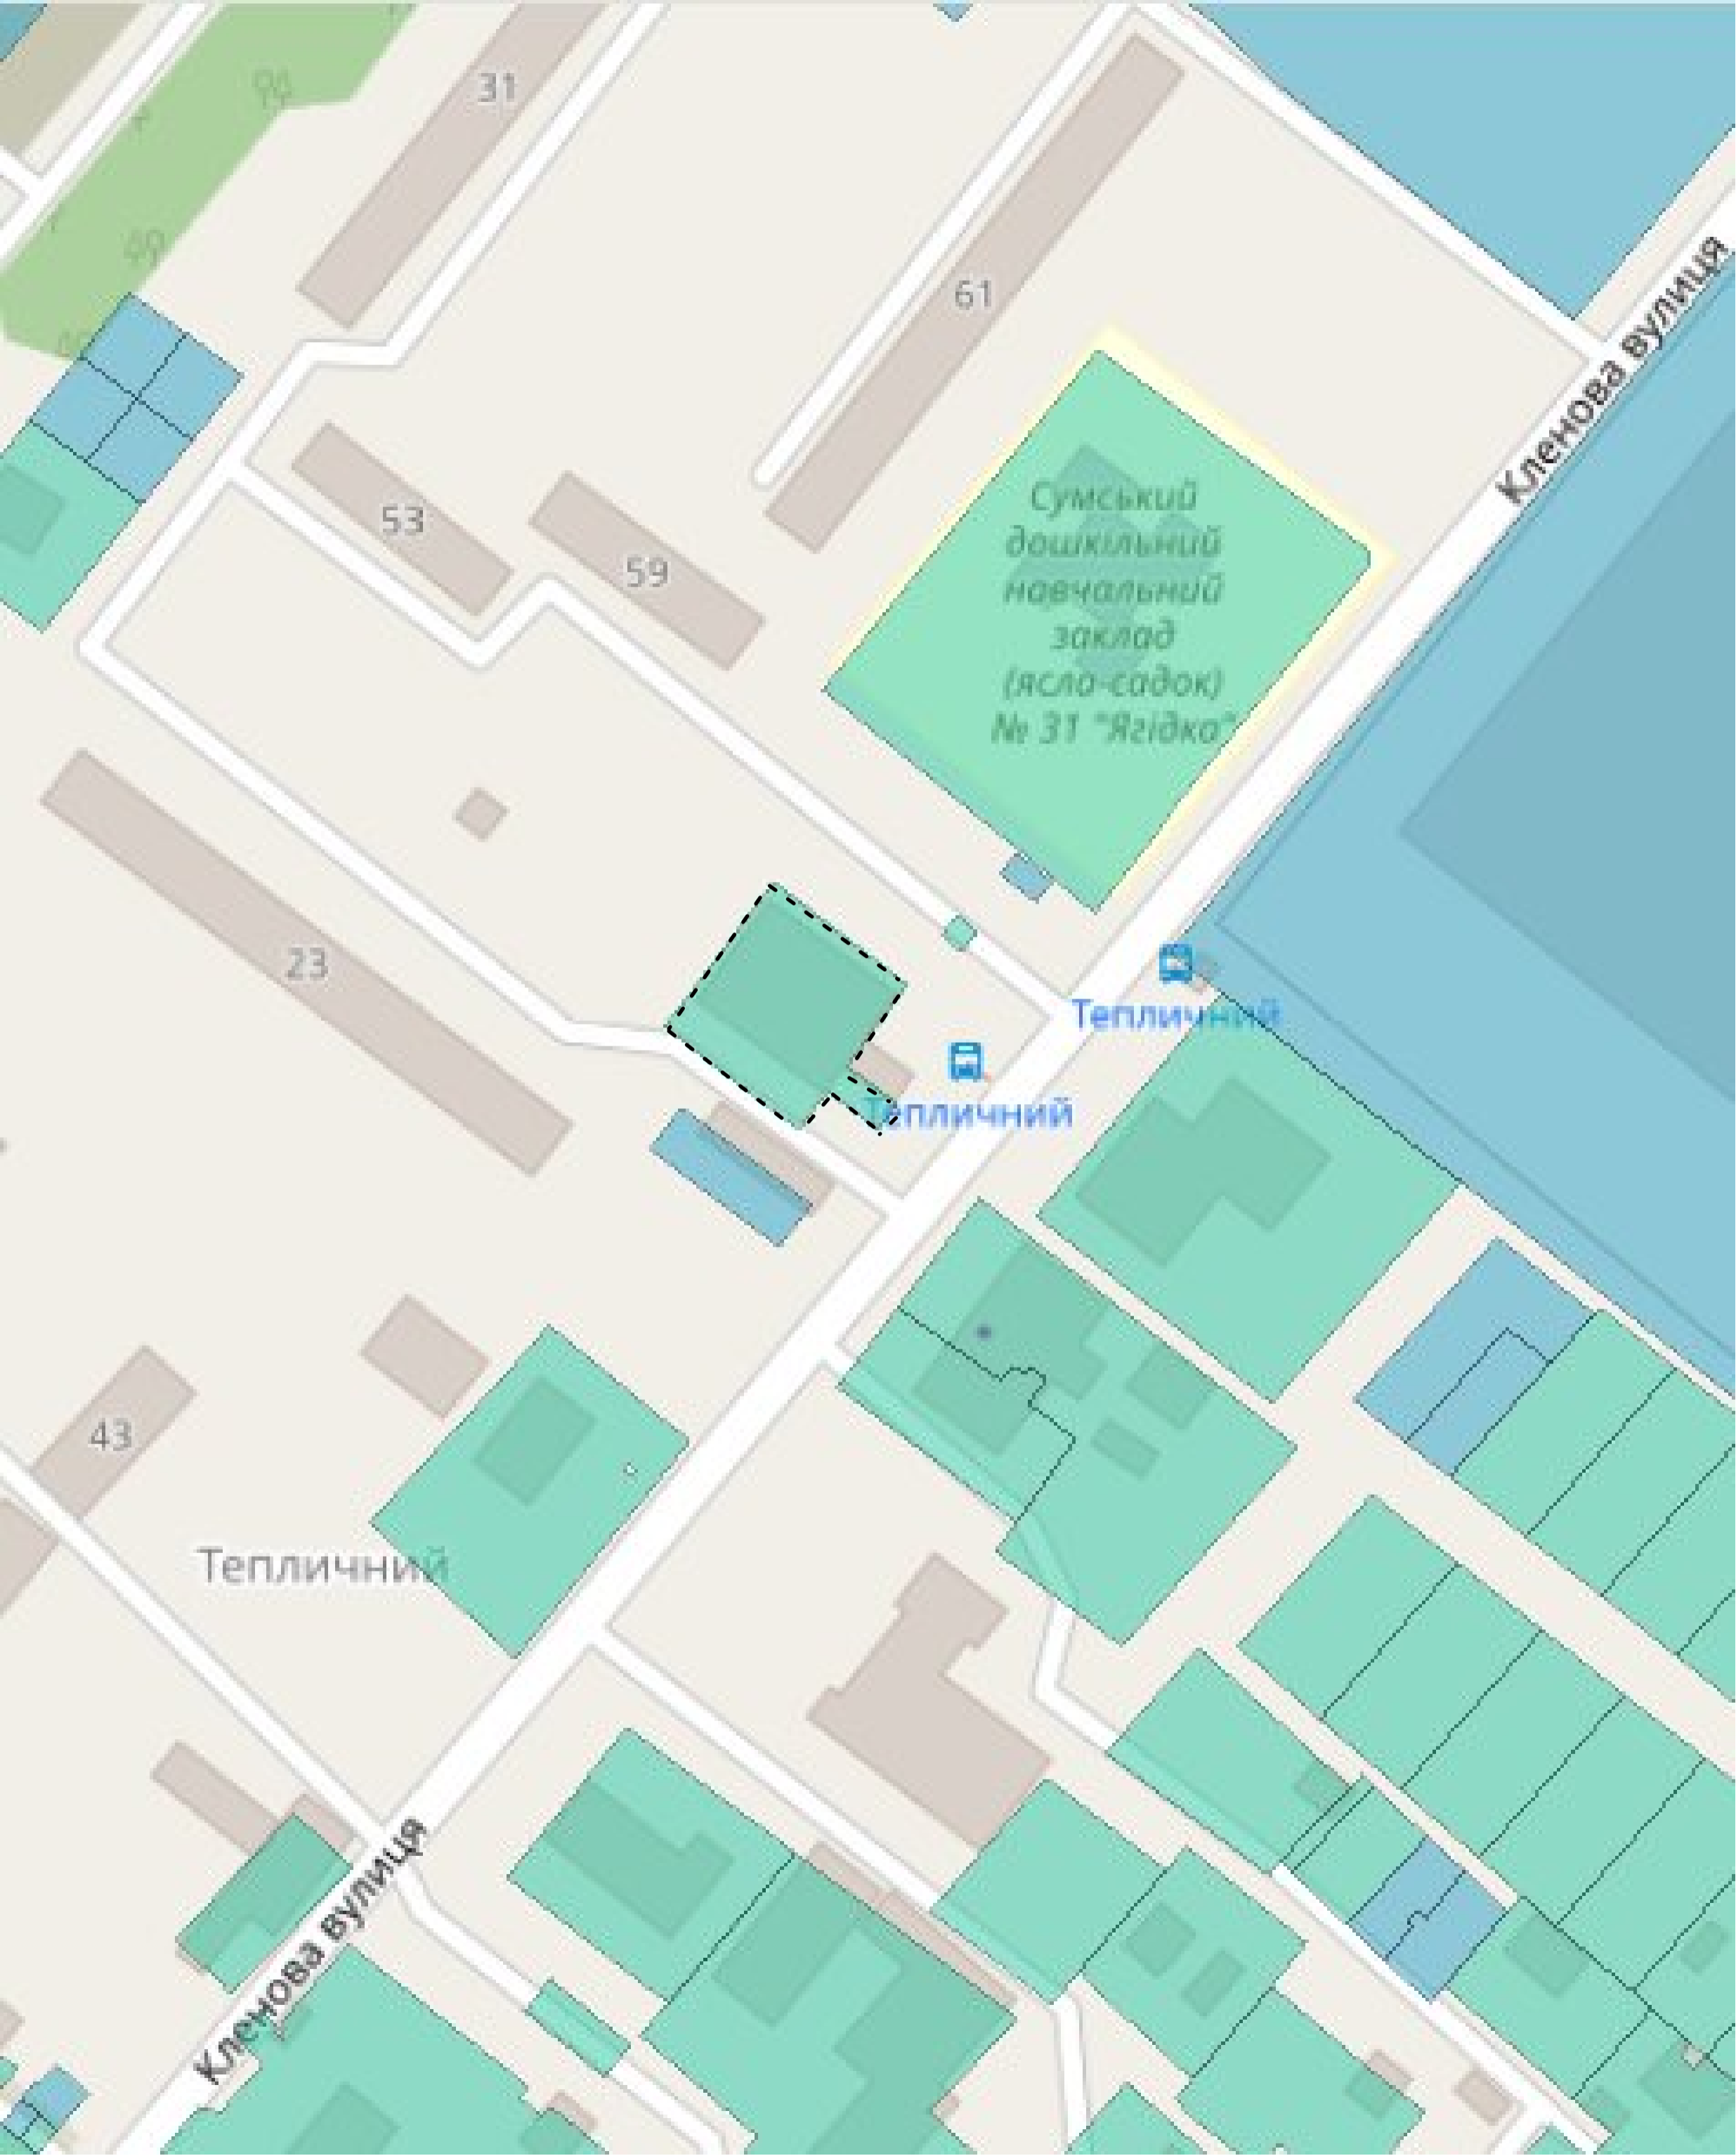 31
Кленова вулиця
61
Сумський
дошкільний
навчальний
заклад
(ясла-садок)
№ 31 "Ягідка"
53
59
23
Тепличний
Тепличний
43
Тепличний
Кленова вулиця